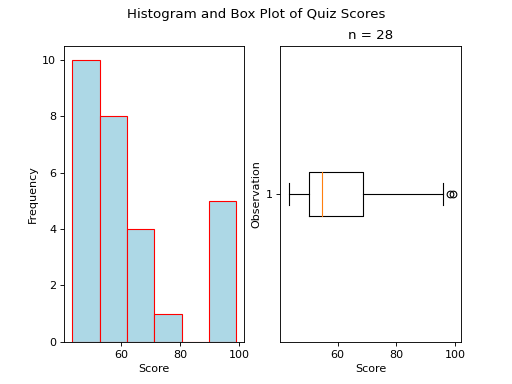 Histogram and Box Plot of Quiz Scores
n = 28
10
8
6
4
2
0
Frequency
60
80
100
Score
Observation
1
60
80
100
Score